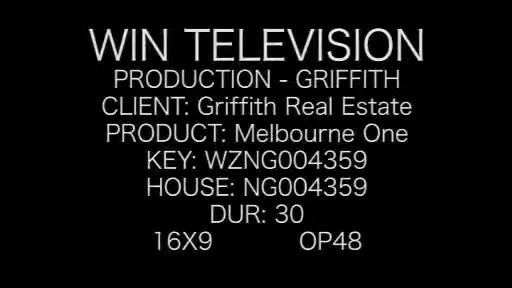 WIN TELEVISION
PRODUCTION - GRIFFITH
CLIENT: Griffith Real Estate
PRODUCT: Melbourne One
KEY: WZNG004359
HOUSE: NG004359
DUR: 30
16X9 OP48